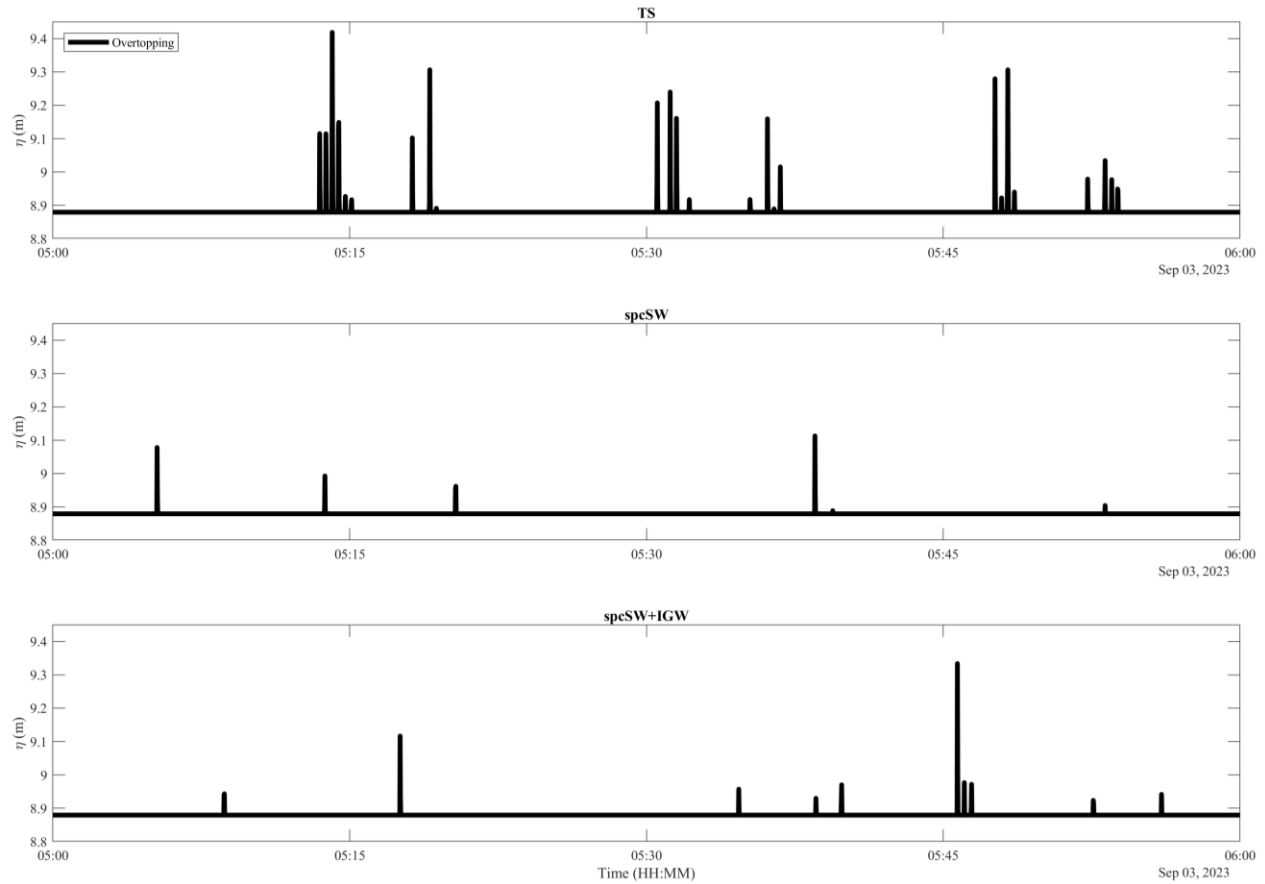 TS
9.4
Overtopping
9.3
9.2
9.1
9
8.9
8.8
η (m)
05:00 05:15 05:30 05:45 06:00
Sep 03, 2023
spcSW
9.4
9.3
9.2
9.1
9
8.9
8.8
η (m)
05:00 05:15 05:30 05:45 06:00
Sep 03, 2023
spcSW+IGW
9.4
9.3
9.2
9.1
9
8.9
8.8
η (m)
05:00 05:15 05:30 05:45 06:00
Time (HH:MM)
Sep 03, 2023